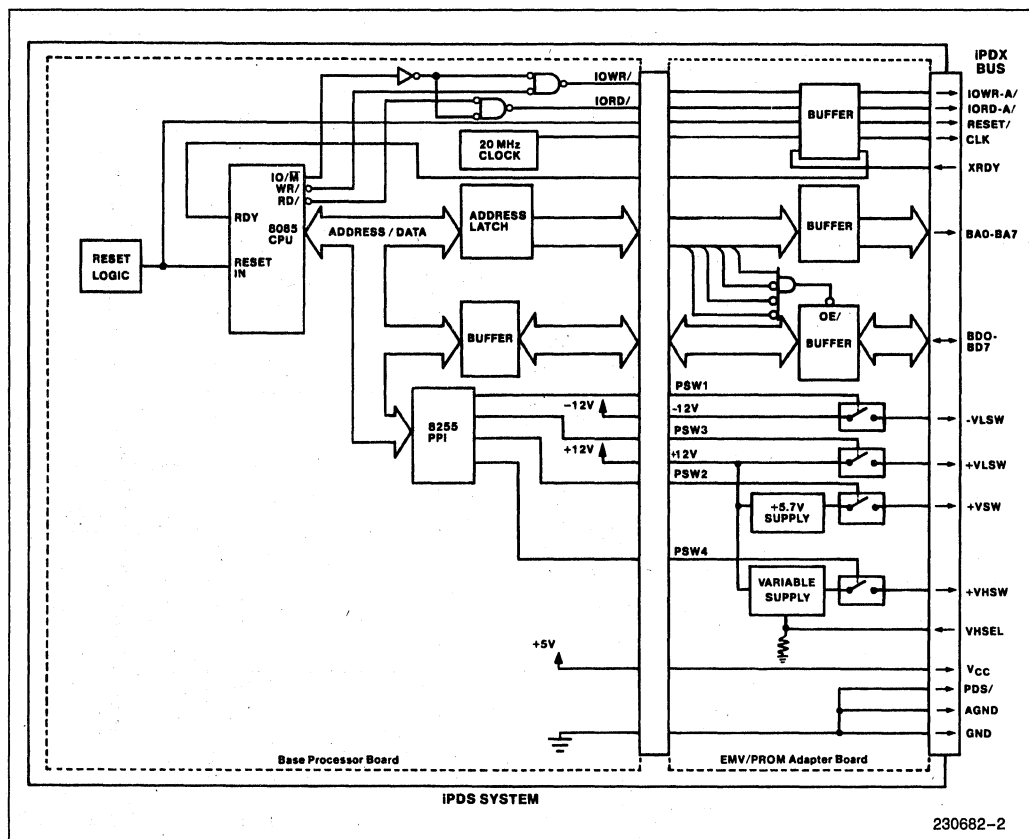 iPDX
BUS
IOWR/
IORD/
IOWR-A/
IORD-A/
RESET/
CLK
XRDY
BUFFER
20 MHz
CLOCK
IO/M̅
WR/
RD/
RDY
8085
CPU
RESET
IN
RESET
LOGIC
ADDRESS / DATA
ADDRESS
LATCH
BUFFER
BA0-BA7
OE/
BUFFER
BUFFER
BDO-
BD7
8255
PPI
PSW1
-12V
-12V
-VLSW
PSW3
+12V
+12V
+VLSW
PSW2
+5.7V
SUPPLY
+VSW
PSW4
VARIABLE
SUPPLY
+VHSW
VHSEL
+5V
VCC
PDS/
AGND
GND
Base Processor Board
EMV/PROM Adapter Board
iPDS SYSTEM
230682-2